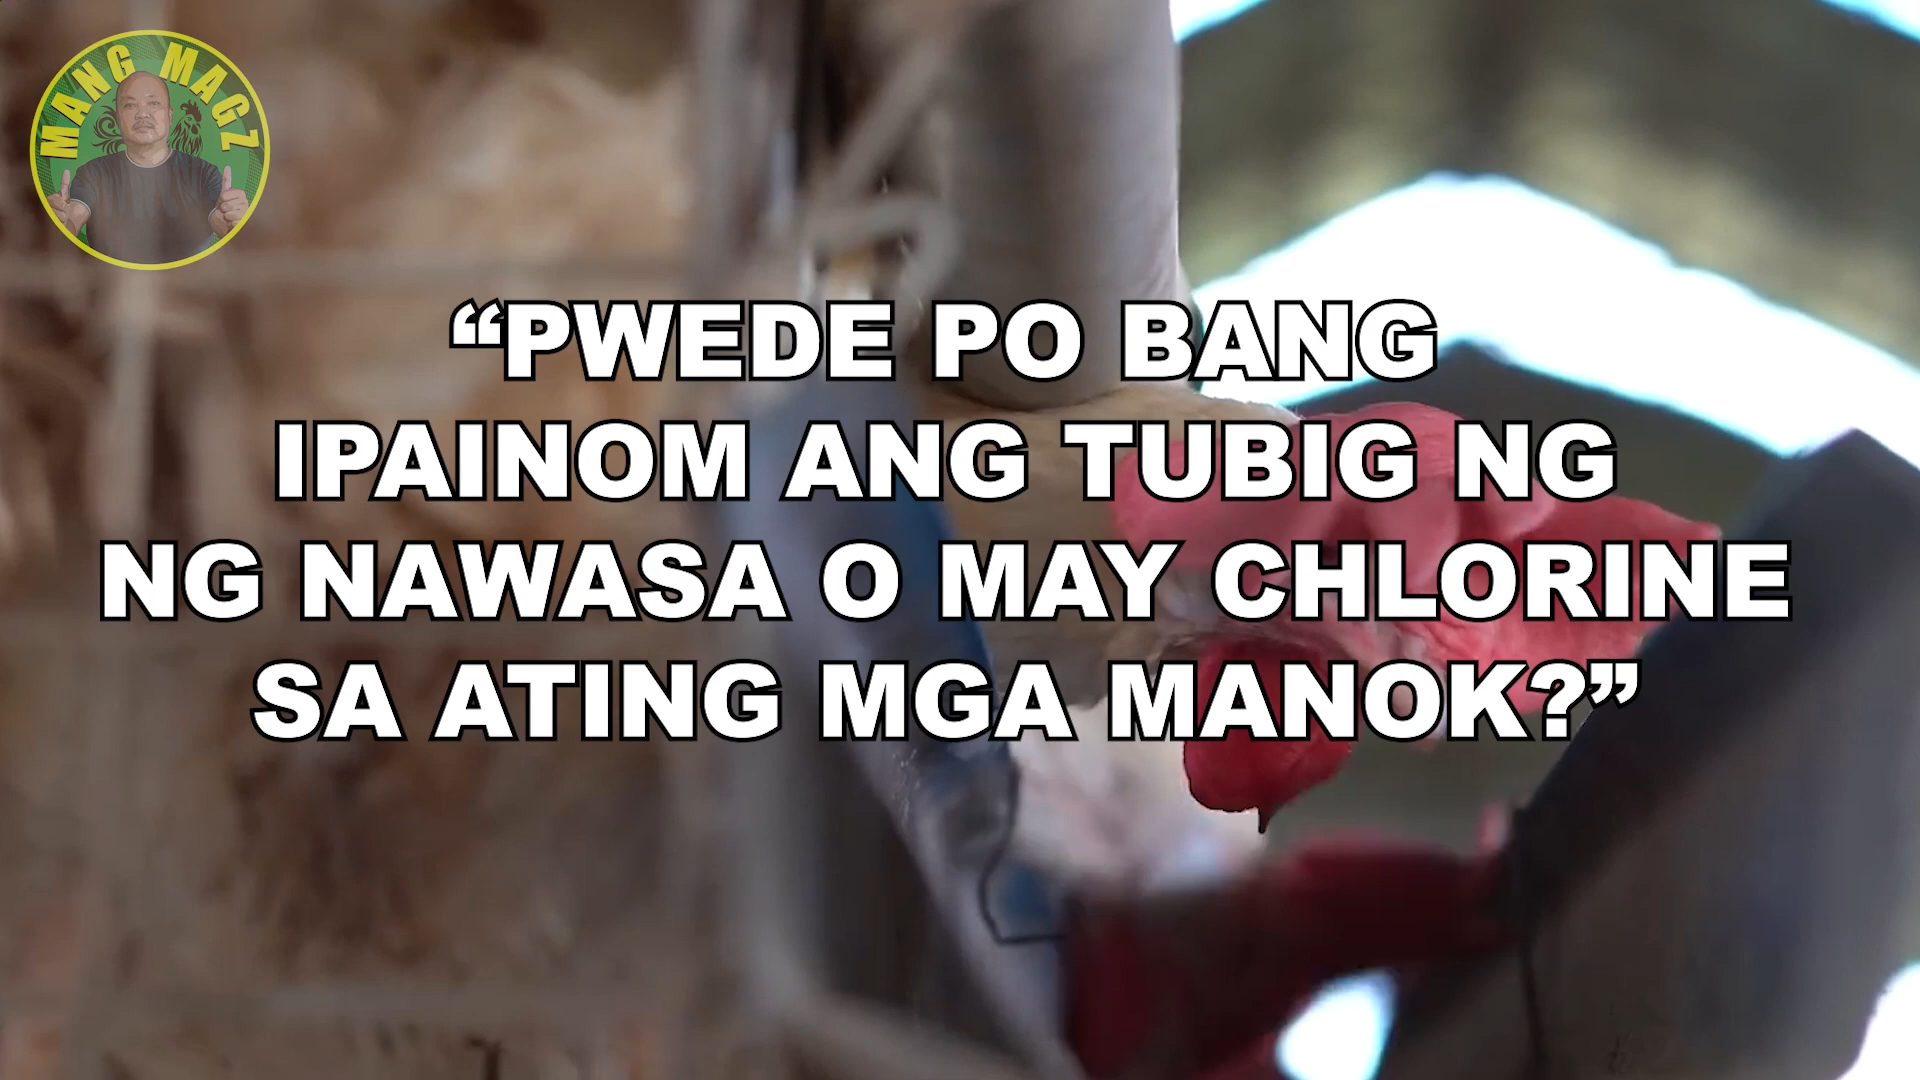 MANG MAGZ
“PWEDE PO BANG
IPAINOM ANG TUBIG NG
NG NAWASA O MAY CHLORINE
SA ATING MGA MANOK?”